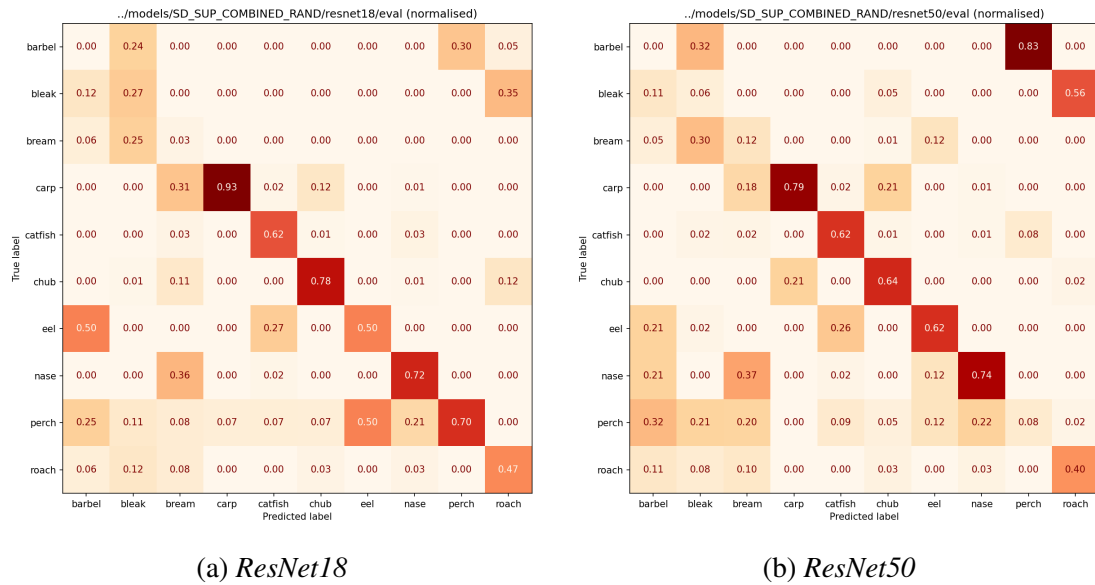 ../models/SD_SUP_COMBINED_RAND/resnet18/eval (normalised)
True label
barbel 0.00 0.24 0.00 0.00 0.00 0.00 0.00 0.00 0.30 0.05
bleak 0.12 0.27 0.00 0.00 0.00 0.00 0.00 0.00 0.00 0.35
bream 0.06 0.25 0.03 0.00 0.00 0.00 0.00 0.00 0.00 0.00
carp 0.00 0.00 0.31 0.93 0.02 0.12 0.00 0.01 0.00 0.00
catfish 0.00 0.00 0.03 0.00 0.62 0.01 0.00 0.03 0.00 0.00
chub 0.00 0.01 0.11 0.00 0.00 0.78 0.00 0.01 0.00 0.12
eel 0.50 0.00 0.00 0.00 0.27 0.00 0.50 0.00 0.00 0.00
nase 0.00 0.00 0.36 0.00 0.02 0.00 0.00 0.72 0.00 0.00
perch 0.25 0.11 0.08 0.07 0.07 0.07 0.50 0.21 0.70 0.00
roach 0.06 0.12 0.08 0.00 0.00 0.03 0.00 0.03 0.00 0.47
barbel bleak bream carp catfish chub eel nase perch roach
Predicted label
(a) ResNet18
../models/SD_SUP_COMBINED_RAND/resnet50/eval (normalised)
True label
barbel 0.00 0.32 0.00 0.00 0.00 0.00 0.00 0.00 0.83 0.00
bleak 0.11 0.06 0.00 0.00 0.00 0.05 0.00 0.00 0.00 0.56
bream 0.05 0.30 0.12 0.00 0.00 0.00 0.12 0.00 0.00 0.00
carp 0.00 0.00 0.18 0.79 0.02 0.21 0.00 0.01 0.00 0.00
catfish 0.00 0.02 0.02 0.00 0.62 0.01 0.00 0.01 0.08 0.00
chub 0.00 0.00 0.00 0.21 0.00 0.64 0.00 0.00 0.00 0.02
eel 0.21 0.02 0.00 0.00 0.26 0.00 0.62 0.00 0.00 0.00
nase 0.21 0.00 0.37 0.00 0.02 0.00 0.12 0.74 0.00 0.00
perch 0.32 0.21 0.20 0.00 0.09 0.05 0.12 0.22 0.08 0.02
roach 0.11 0.08 0.10 0.00 0.00 0.03 0.00 0.03 0.00 0.40
barbel bleak bream carp catfish chub eel nase perch roach
Predicted label
(b) ResNet50